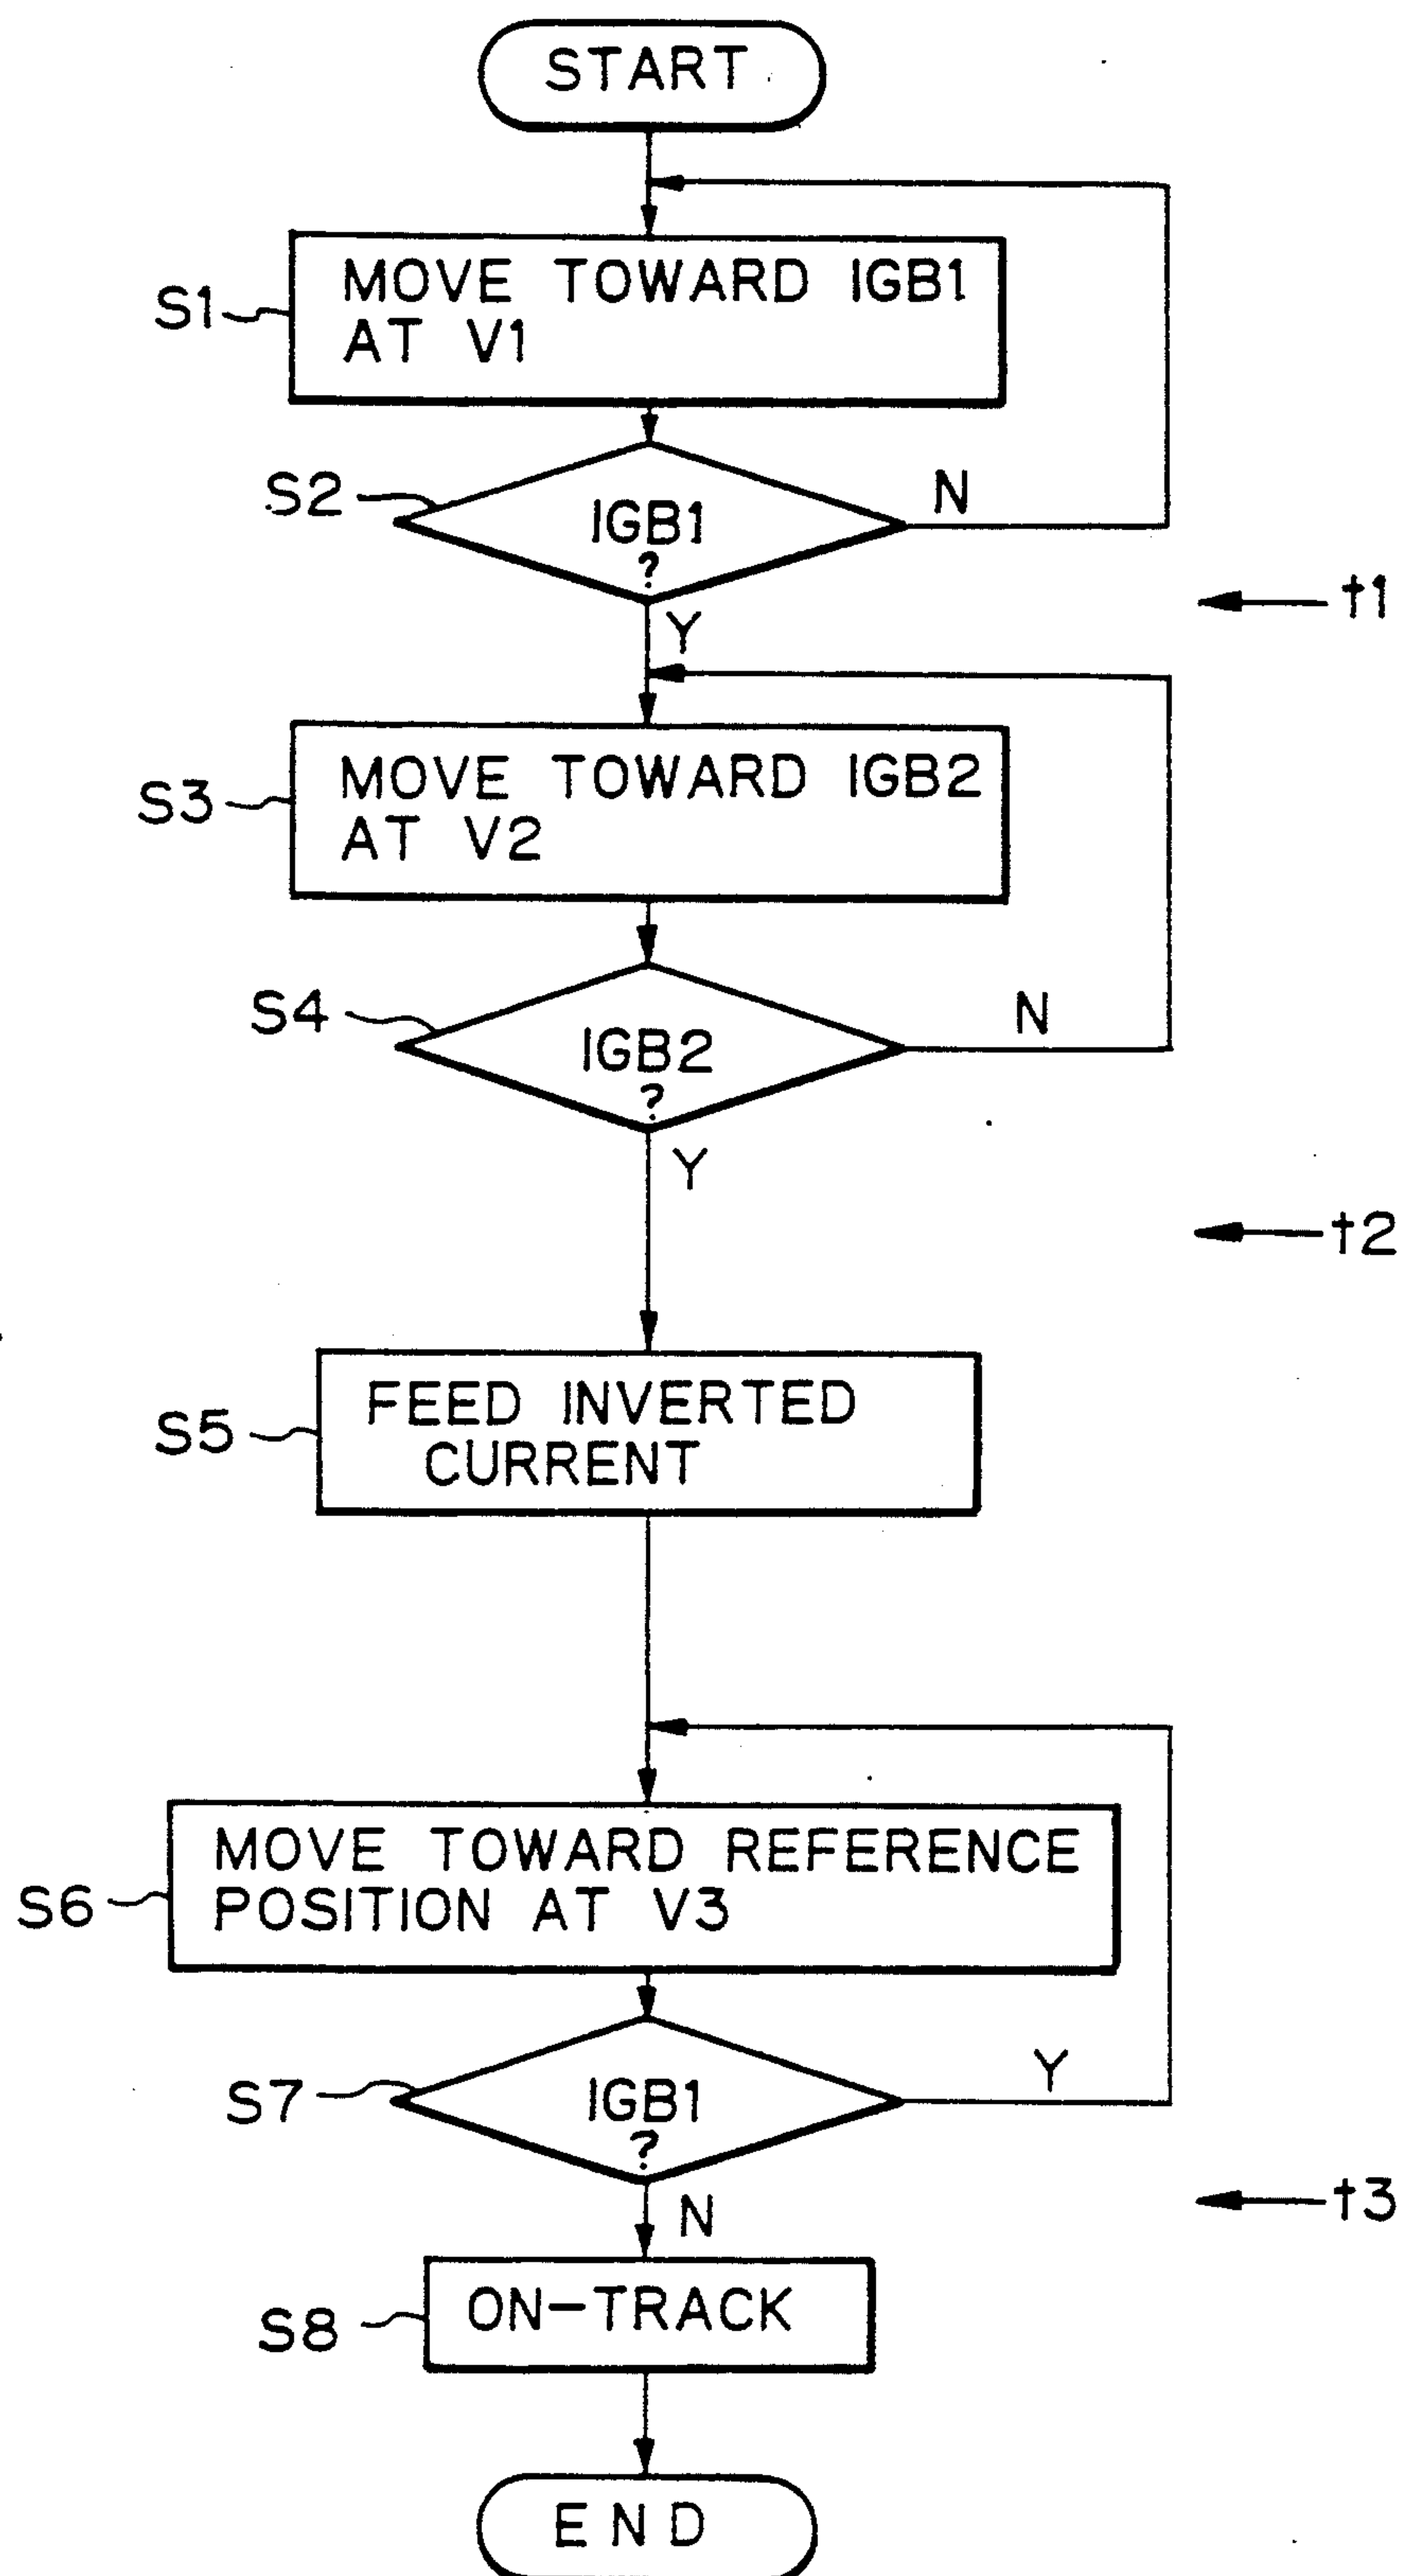 START
S1
MOVE TOWARD IGB1
AT V1
S2
IGB1
?
N
Y
t1
S3
MOVE TOWARD IGB2
AT V2
S4
IGB2
?
N
Y
t2
S5
FEED INVERTED
CURRENT
S6
MOVE TOWARD REFERENCE
POSITION AT V3
S7
IGB1
?
Y
N
t3
S8
ON-TRACK
END